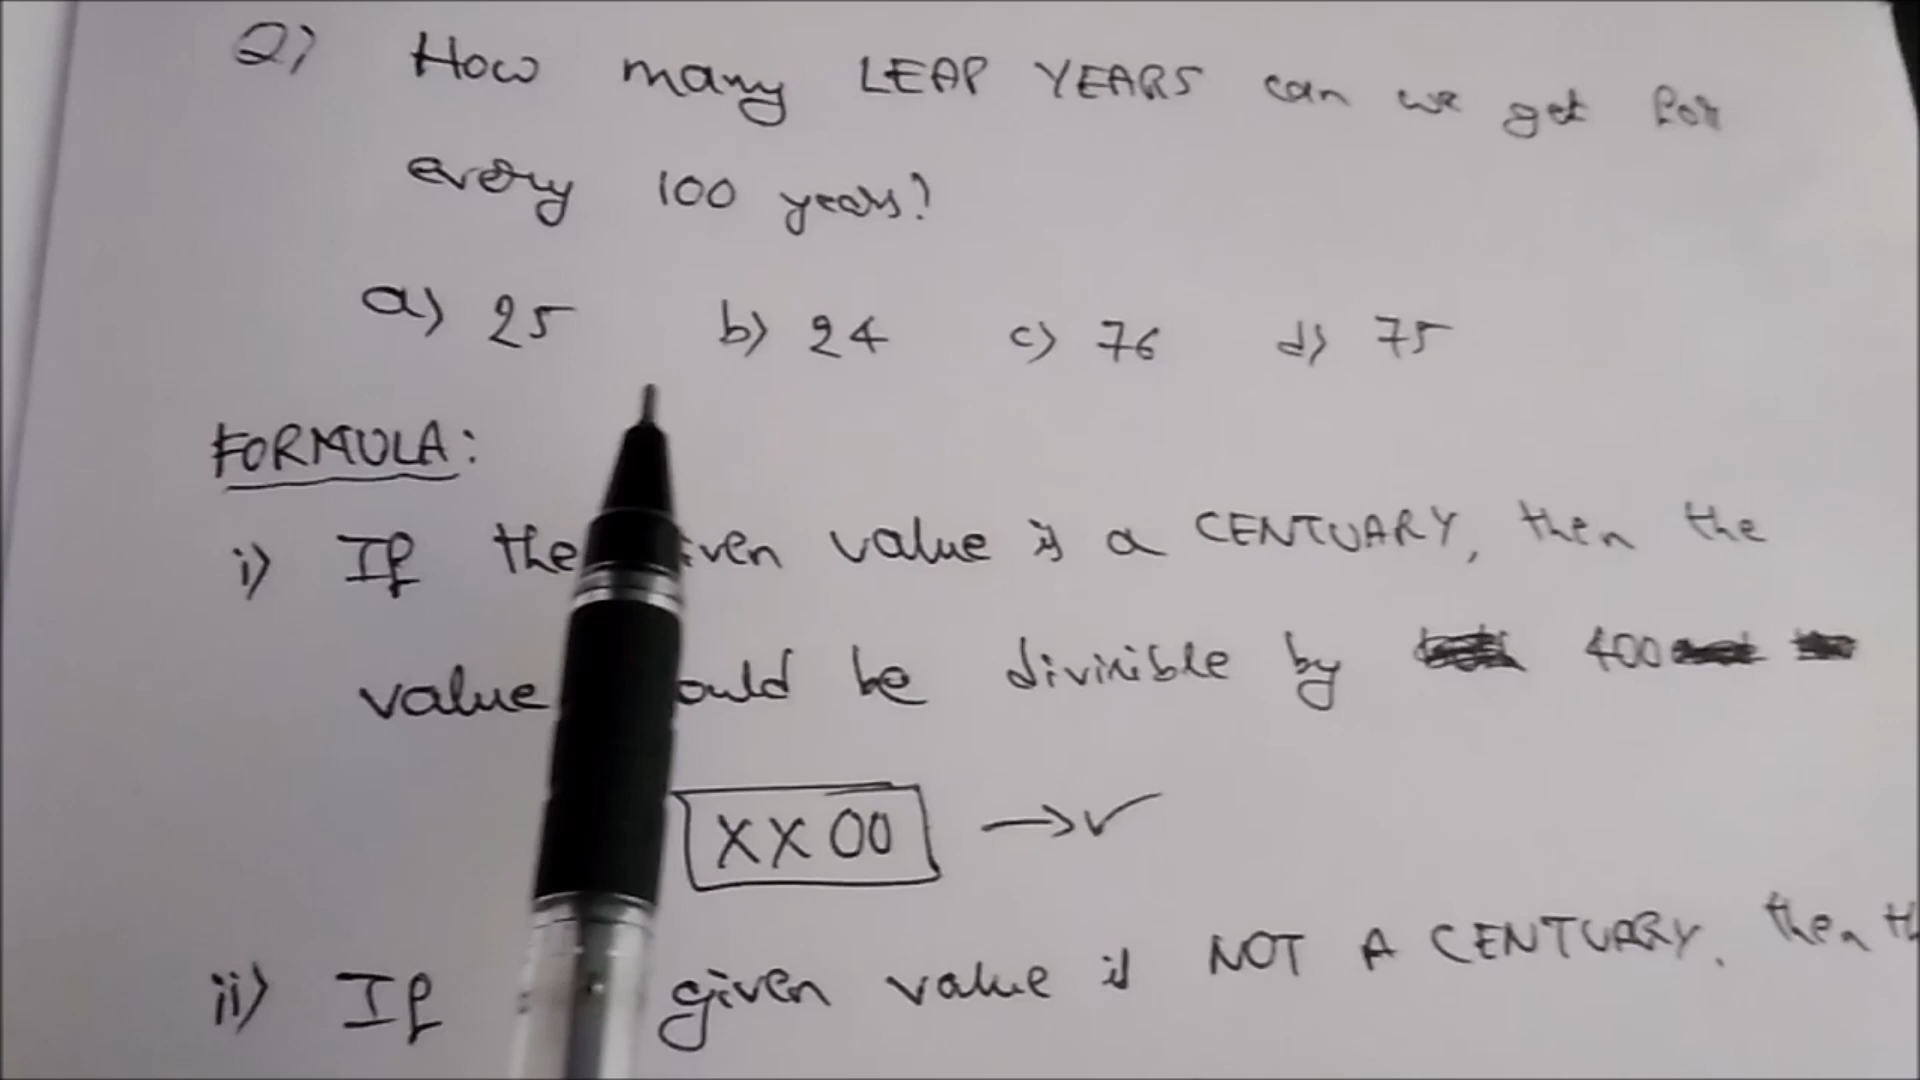 Q) How many LEAP YEARS can we get for
every 100 years?
a) 25 b) 24 c) 76 d) 75
FORMULA:
i) If the iven value is a CENTUARY, then the
value ould be divisible by 400
XX00 → ✓
ii) If given value is NOT A CENTUARY. then th